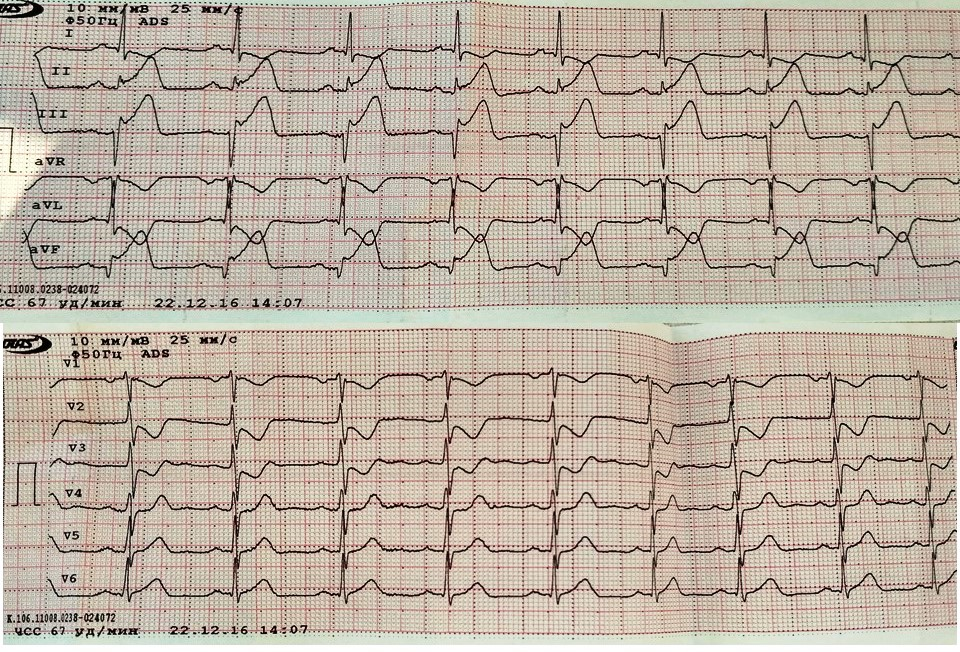 10 мм/мВ 25 мм/с
Ф50Гц ADS
I
II
III
aVR
aVL
aVF
.11008.0238-024072
СС 67 уд/мин 22.12.16 14:07
10 мм/мВ 25 мм/с
Ф50Гц ADS
V1
V2
V3
V4
V5
V6
К.106.11008.0238-024072
ЧСС 67 уд/мин 22.12.16 14:07